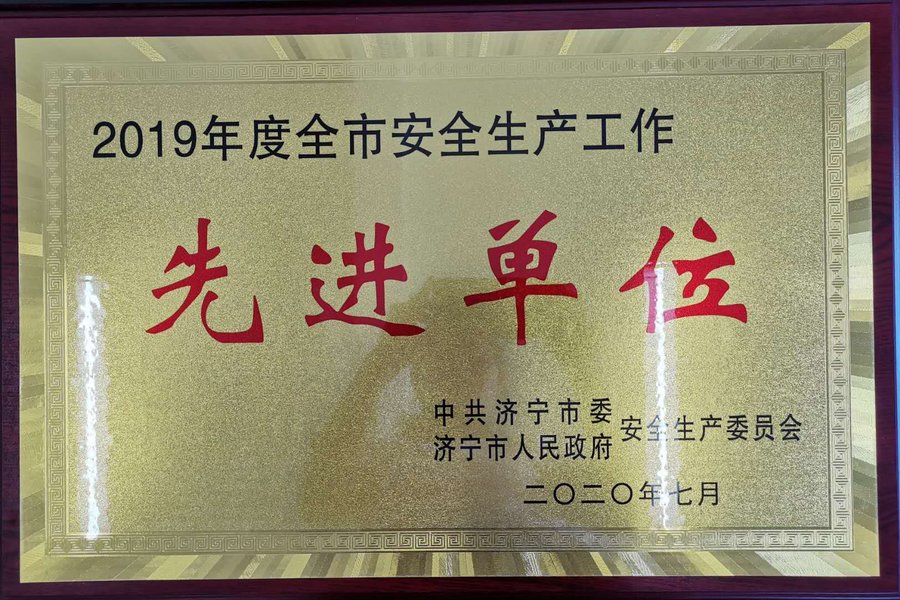 2019年度全市安全生产工作
先进单位
中共济宁市委
济宁市人民政府 安全生产委员会
二〇二〇年七月